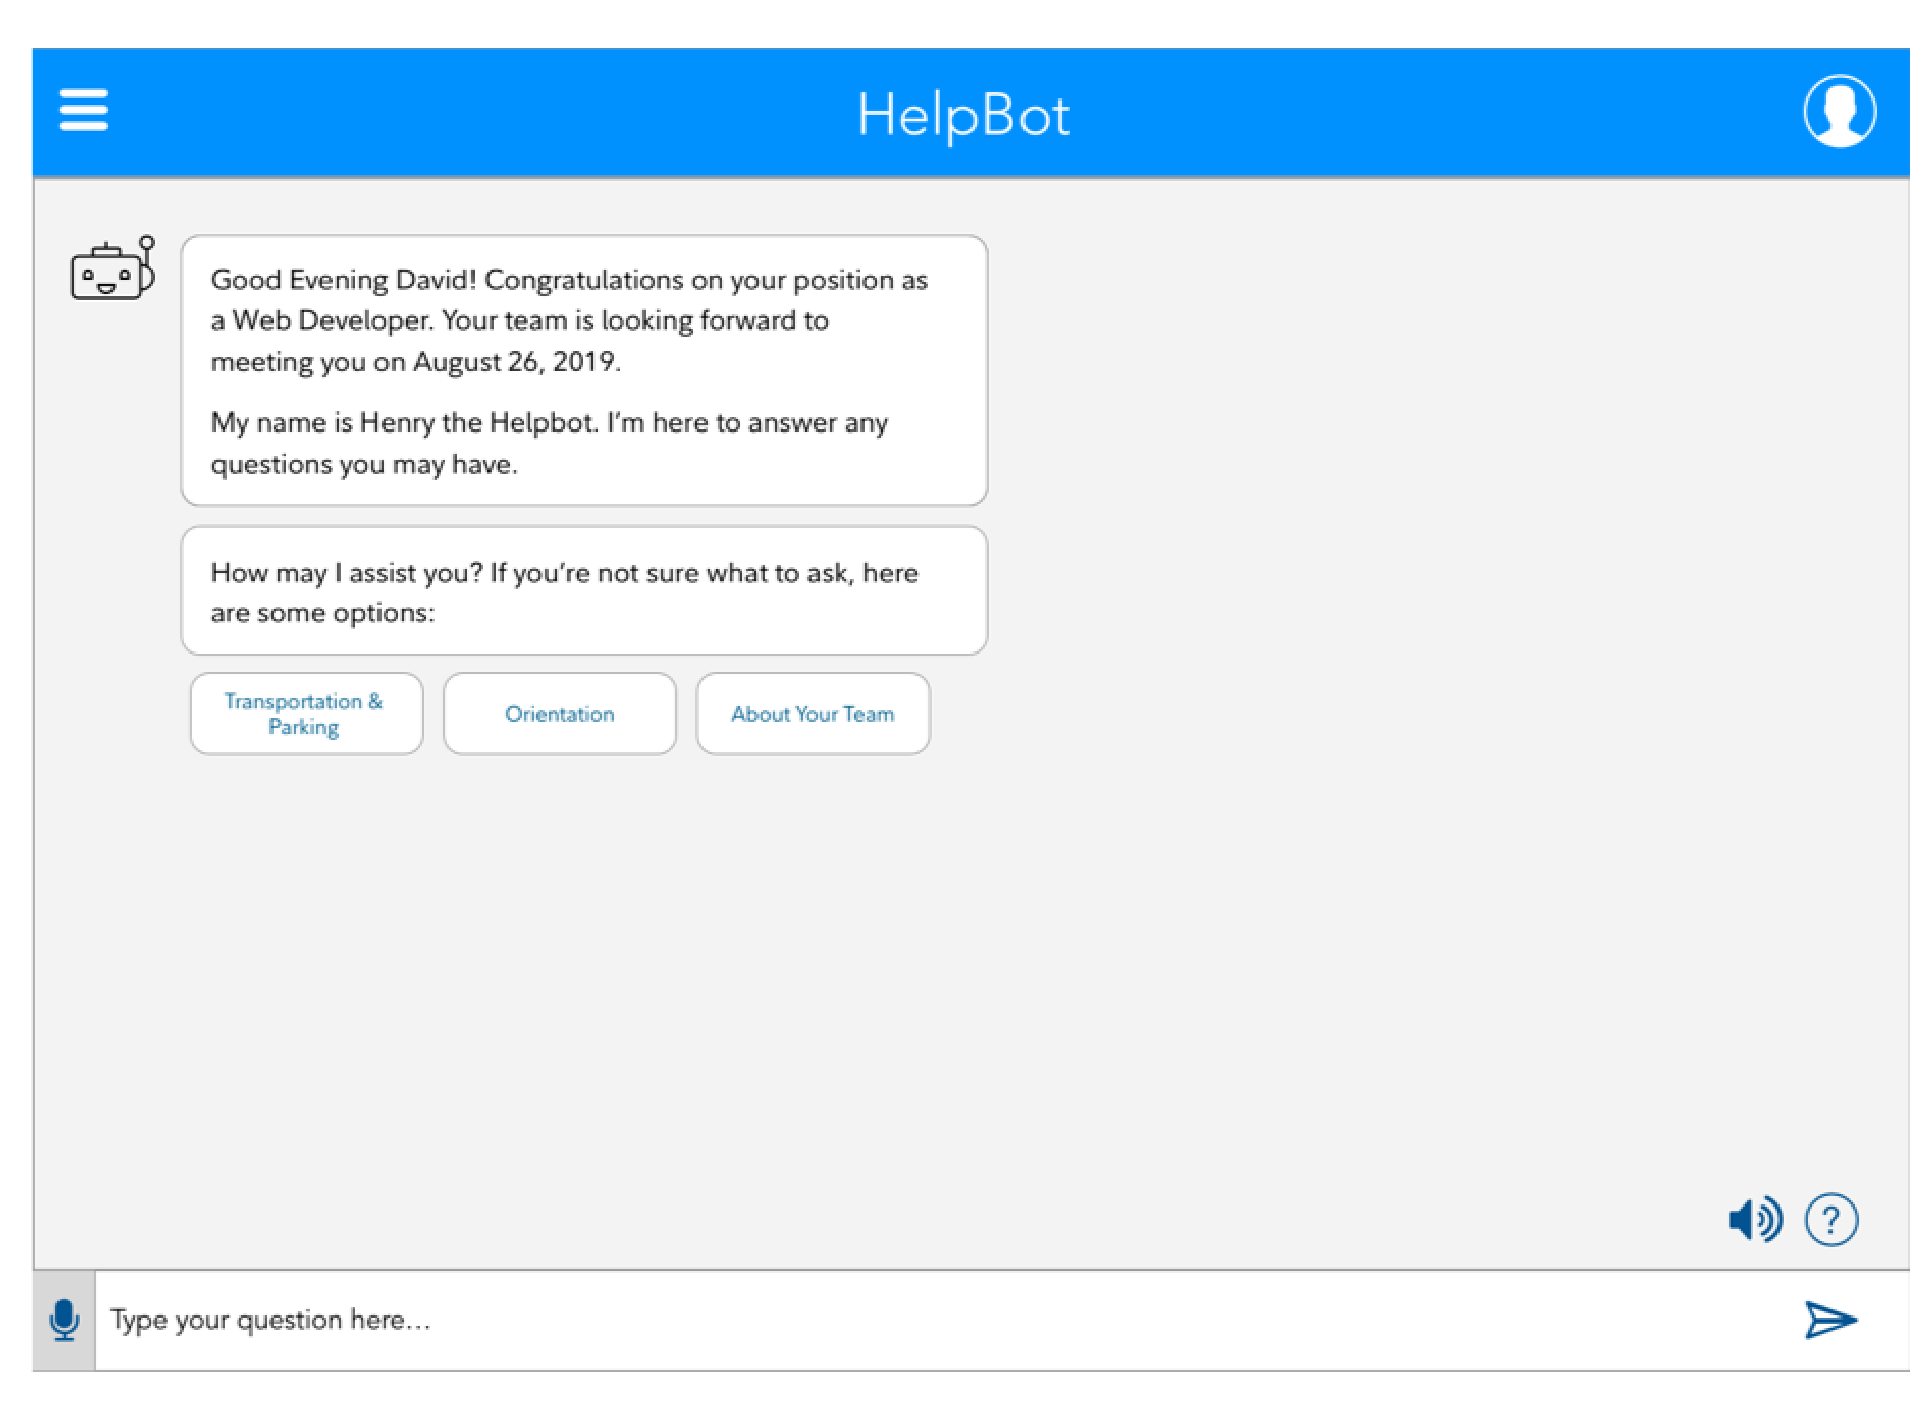 HelpBot
Good Evening David! Congratulations on your position as
a Web Developer. Your team is looking forward to
meeting you on August 26, 2019.
My name is Henry the Helpbot. I'm here to answer any
questions you may have.
How may I assist you? If you're not sure what to ask, here
are some options:
Transportation &
Parking
Orientation
About Your Team
?
Type your question here...